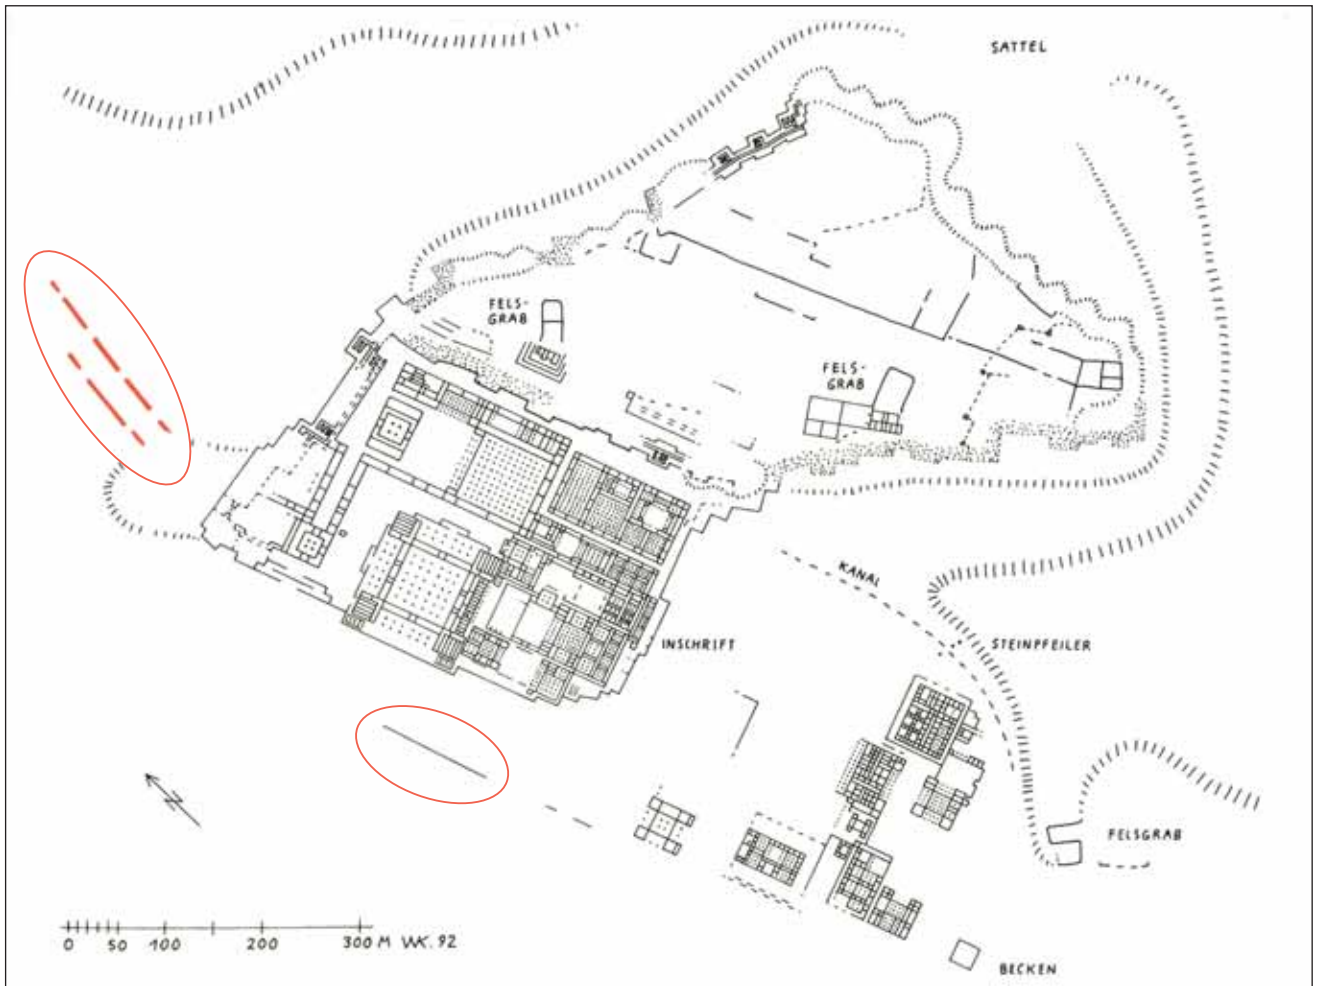 SATTEL
FELS-
GRAB
FELS-
GRAB
KANAL
INSCHRIFT
STEINPFEILER
FELSGRAB
BECKEN
0 50 100 200 300 M WK. 92